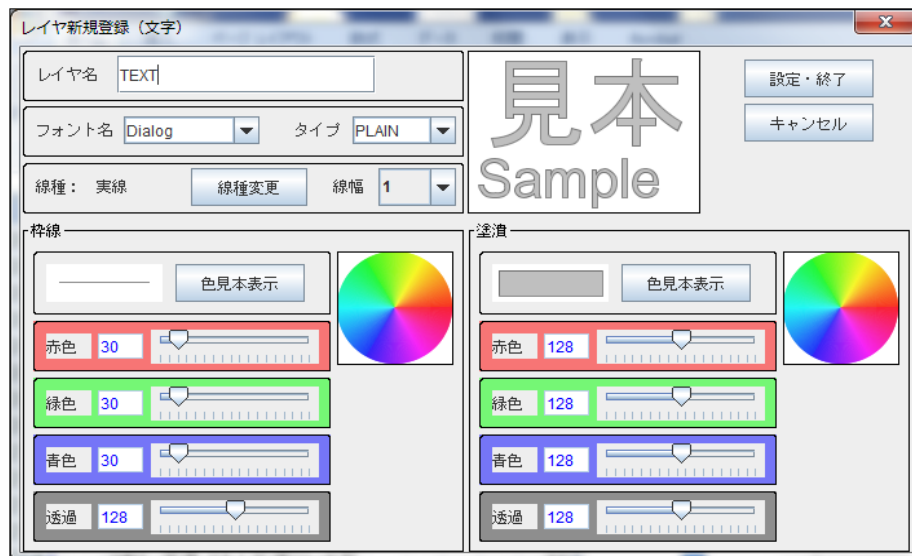 レイヤ新規登録（文字）
レイヤ名 TEXT
フォント名 Dialog タイプ PLAIN
線種： 実線 線種変更 線幅 1
見本
Sample
設定・終了
キャンセル
枠線
色見本表示
赤色 30
緑色 30
青色 30
透過 128
塗潰
色見本表示
赤色 128
緑色 128
青色 128
透過 128